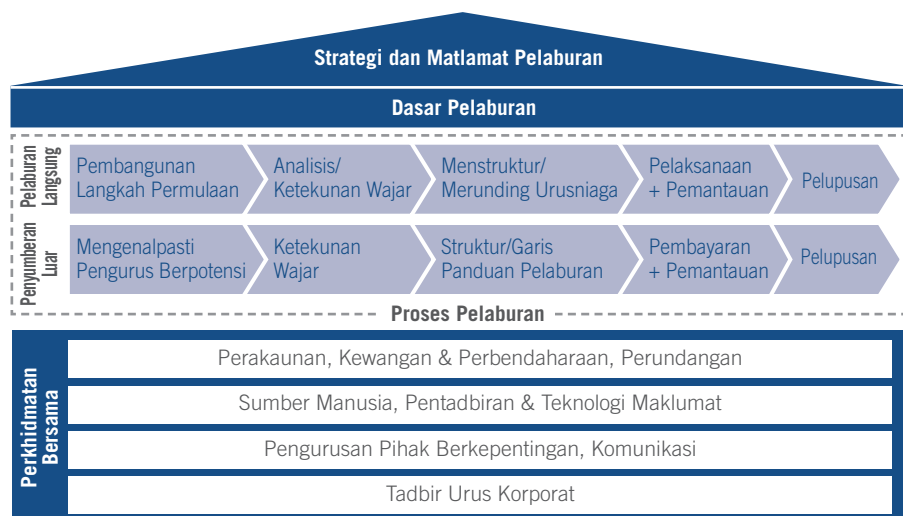 Strategi dan Matlamat Pelaburan
Dasar Pelaburan
Pelaburan
Langsung
Pembangunan
Langkah Permulaan
Analisis/
Ketekunan Wajar
Menstruktur/
Merunding Urusniaga
Pelaksanaan
+ Pemantauan
Pelupusan
Penyumberan
Luar
Mengenalpasti
Pengurus Berpotensi
Ketekunan
Wajar
Struktur/Garis
Panduan Pelaburan
Pembayaran
+ Pemantauan
Pelupusan
Proses Pelaburan
Perkhidmatan
Bersama
Perakaunan, Kewangan & Perbendaharaan, Perundangan
Sumber Manusia, Pentadbiran & Teknologi Maklumat
Pengurusan Pihak Berkepentingan, Komunikasi
Tadbir Urus Korporat